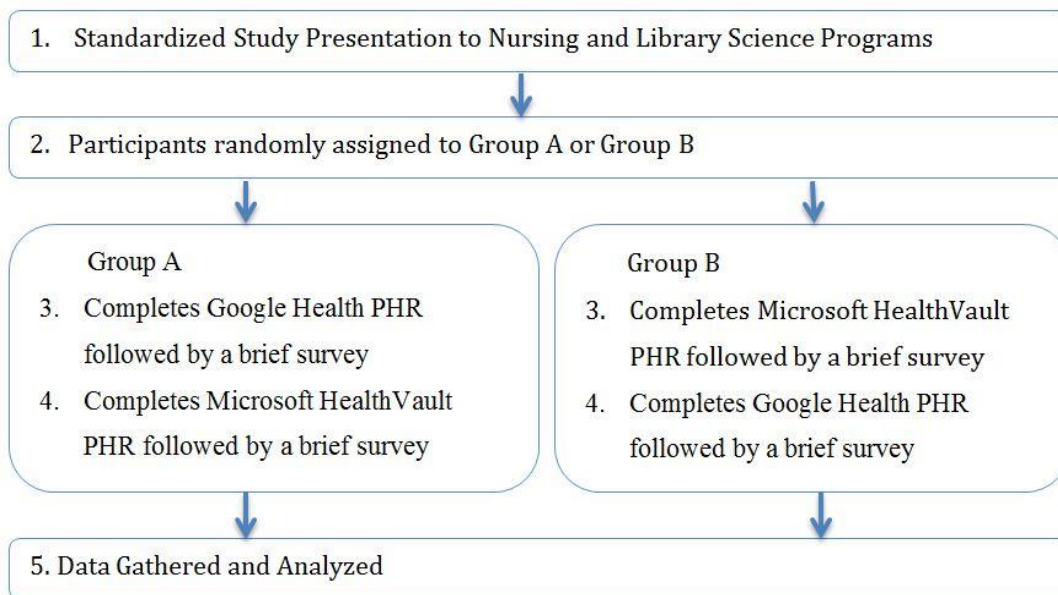 1. Standardized Study Presentation to Nursing and Library Science Programs
2. Participants randomly assigned to Group A or Group B
Group A
3. Completes Google Health PHR
followed by a brief survey
4. Completes Microsoft HealthVault
PHR followed by a brief survey
Group B
3. Completes Microsoft HealthVault
PHR followed by a brief survey
4. Completes Google Health PHR
followed by a brief survey
5. Data Gathered and Analyzed